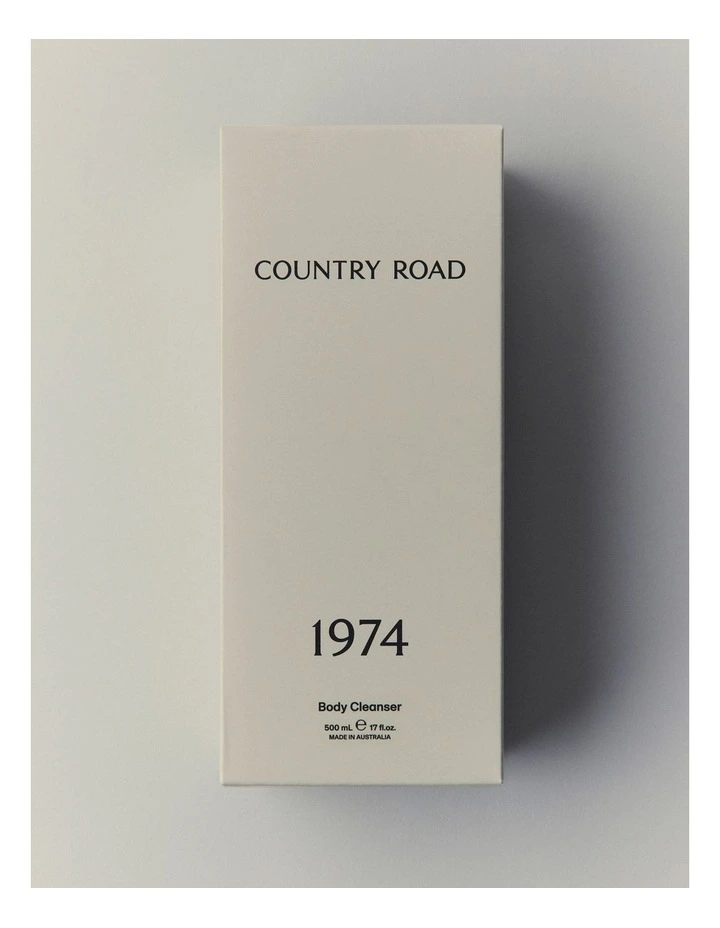 COUNTRY ROAD
1974
Body Cleanser
500 mL ℮ 17 fl.oz.
MADE IN AUSTRALIA